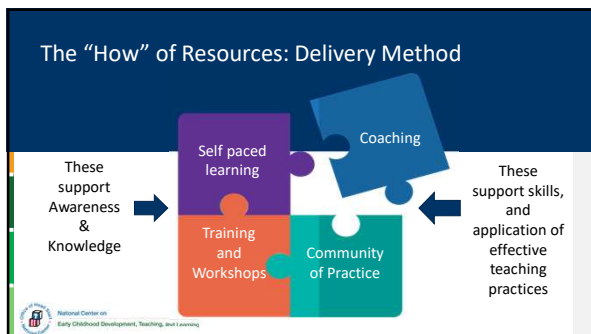 The “How” of Resources: Delivery Method
These
support
Awareness
&
Knowledge
Self paced
learning
Coaching
Training
and
Workshops
Community
of Practice
These
support skills,
and
application of
effective
teaching
practices
National Center on
Early Childhood Development, Teaching, and Learning